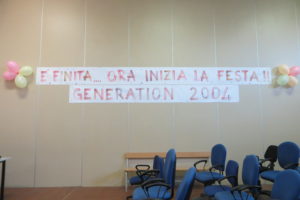 E' FINITA.... ORA INIZIA LA FESTA!!
GENERATION 2004